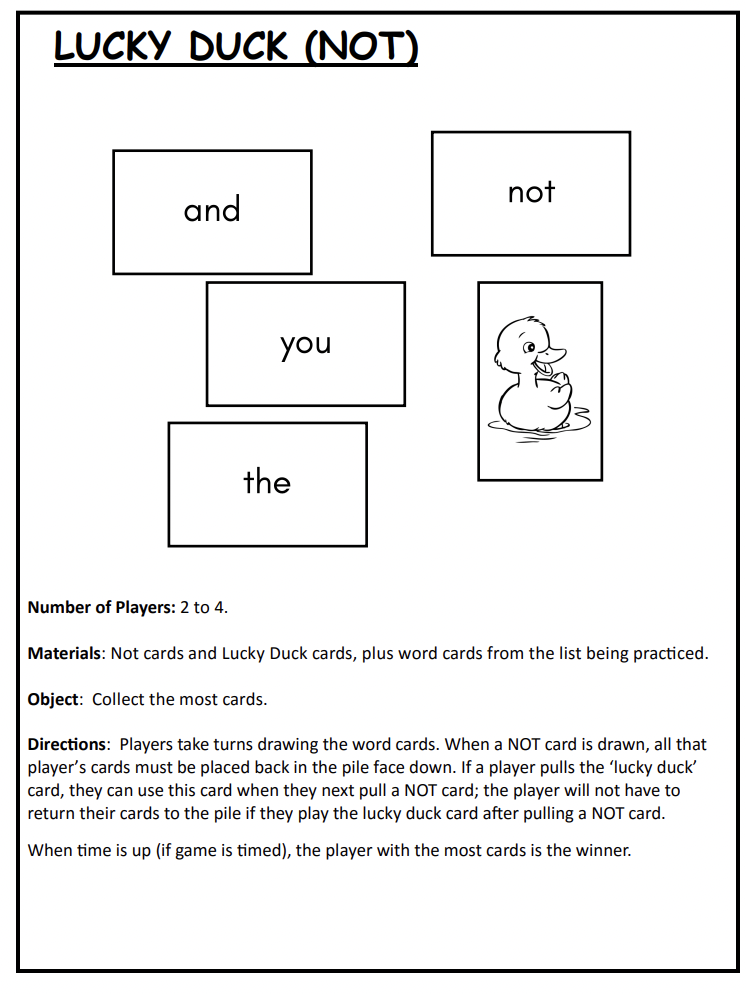 LUCKY DUCK (NOT)
and
not
you
the
Number of Players: 2 to 4.
Materials: Not cards and Lucky Duck cards, plus word cards from the list being practiced.
Object:  Collect the most cards.
Directions:  Players take turns drawing the word cards. When a NOT card is drawn, all that
player’s cards must be placed back in the pile face down. If a player pulls the ‘lucky duck’
card, they can use this card when they next pull a NOT card; the player will not have to
return their cards to the pile if they play the lucky duck card after pulling a NOT card.
When time is up (if game is timed), the player with the most cards is the winner.